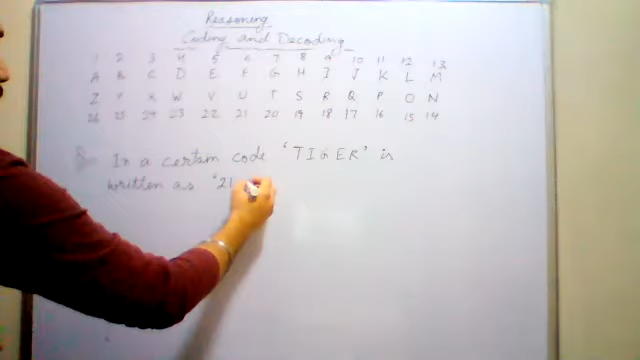 Reasoning
Coding and Decoding
1 2 3 4 5 6 7 8 9 10 11 12 13
A B C D E F G H I J K L M
Z Y X W V U T S R Q P O N
26 25 24 23 22 21 20 19 18 17 16 15 14
In a certain code 'TIGER' is
written as '21